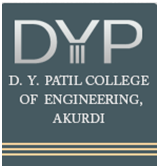 DYP
D. Y. PATIL COLLEGE
OF ENGINEERING,
AKURDI